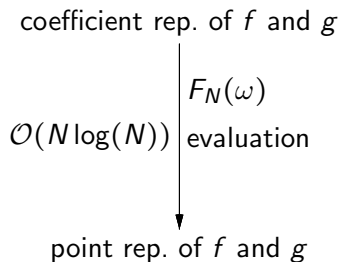 coefficient rep. of f and g
F_N(ω)
O(N log(N))
evaluation
point rep. of f and g